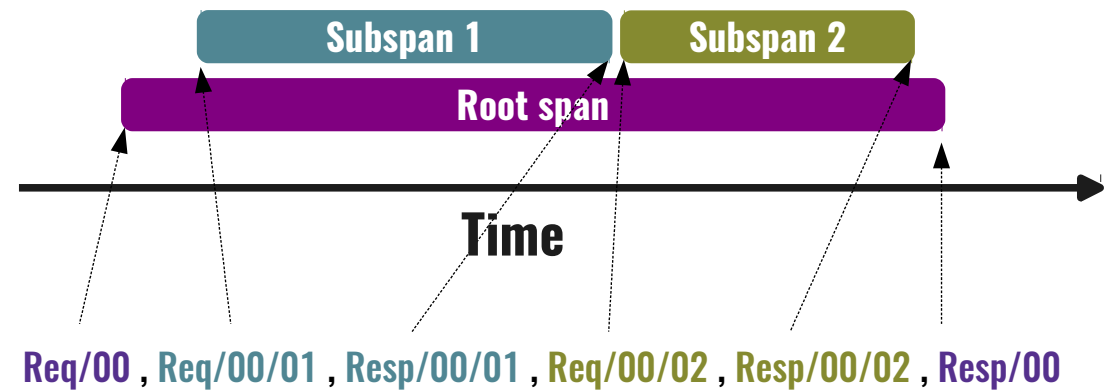 Subspan 1 Subspan 2
Root span
Time
Req/00 , Req/00/01 , Resp/00/01 , Req/00/02 , Resp/00/02 , Resp/00